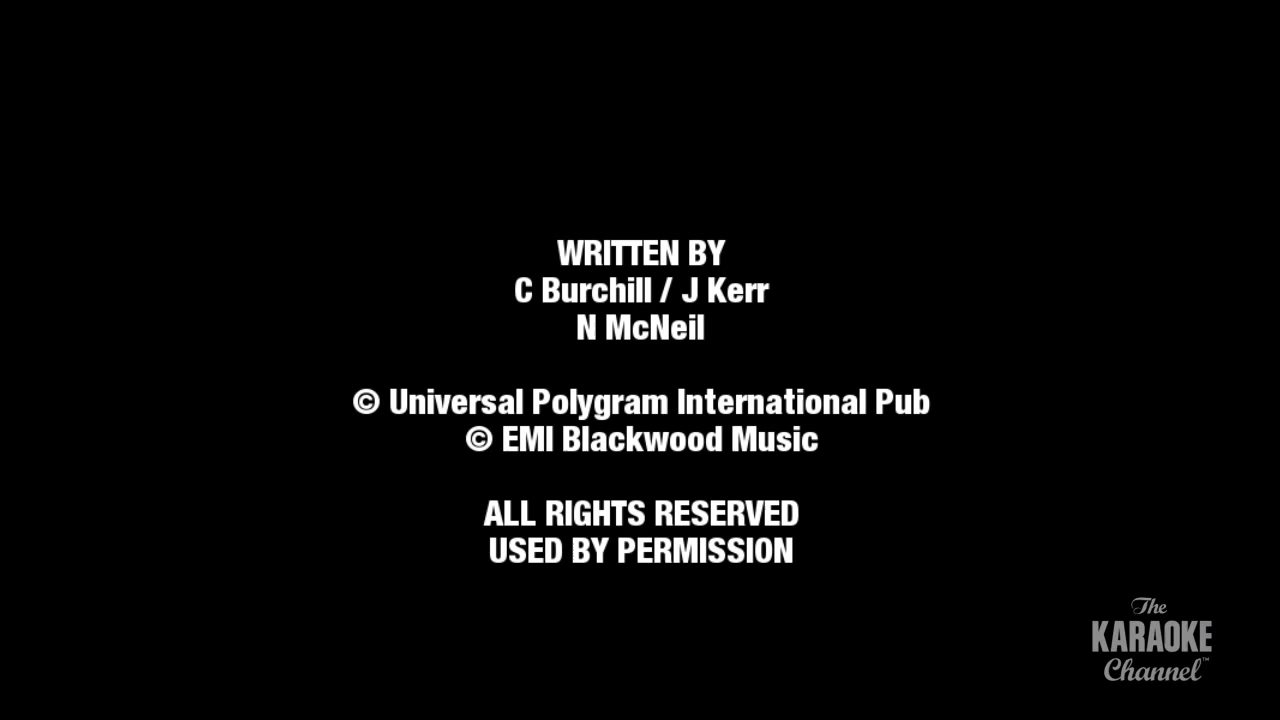 WRITTEN BY
C Burchill / J Kerr
N McNeil
© Universal Polygram International Pub
© EMI Blackwood Music
ALL RIGHTS RESERVED
USED BY PERMISSION
The
KARAOKE
Channel™